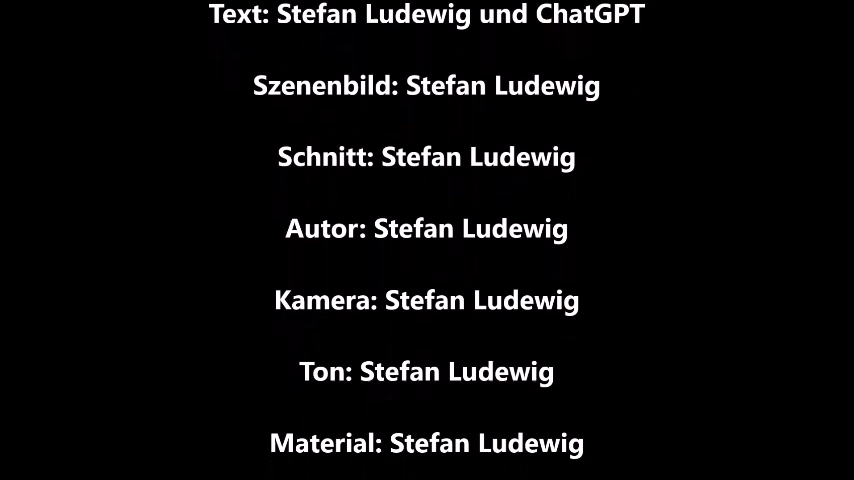 Text: Stefan Ludewig und ChatGPT
Szenenbild: Stefan Ludewig
Schnitt: Stefan Ludewig
Autor: Stefan Ludewig
Kamera: Stefan Ludewig
Ton: Stefan Ludewig
Material: Stefan Ludewig